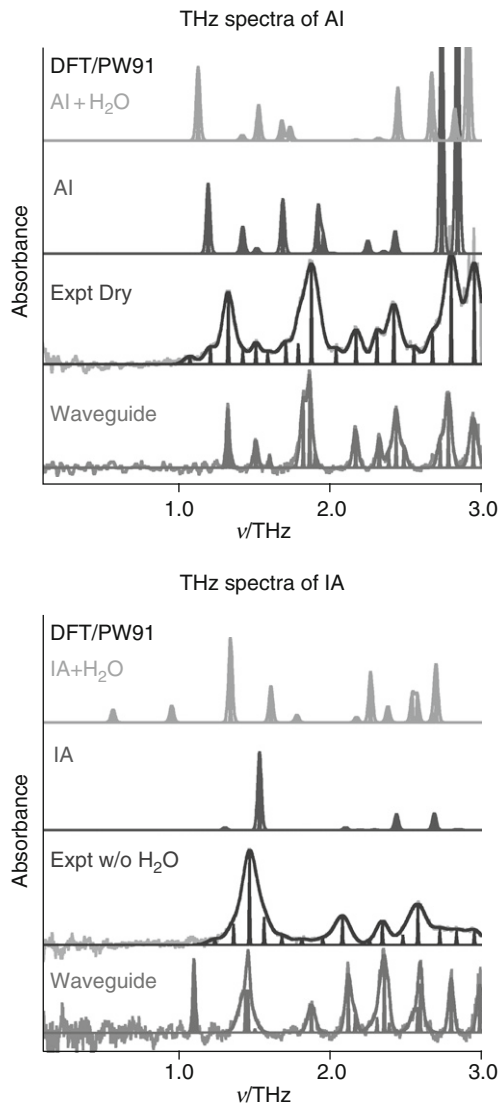 THz spectra of AI
DFT/PW91
AI + H₂O
AI
Expt Dry
Waveguide
Absorbance
1.0 2.0 3.0
ν/THz
THz spectra of IA
DFT/PW91
IA+H₂O
IA
Expt w/o H₂O
Waveguide
Absorbance
1.0 2.0 3.0
ν/THz